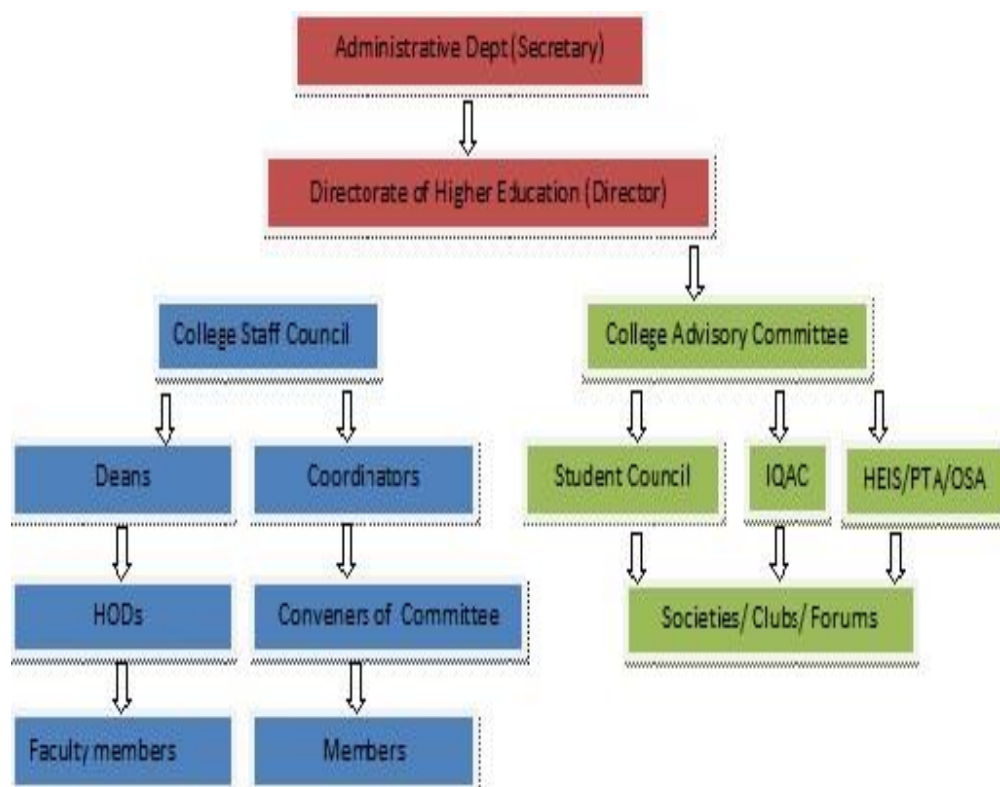 Administrative Dept (Secretary)
Directorate of Higher Education (Director)
College Staff Council
College Advisory Committee
Deans
Coordinators
Student Council
IQAC
HEIS/PTA/OSA
HODs
Conveners of Committee
Societies/ Clubs/ Forums
Faculty members
Members